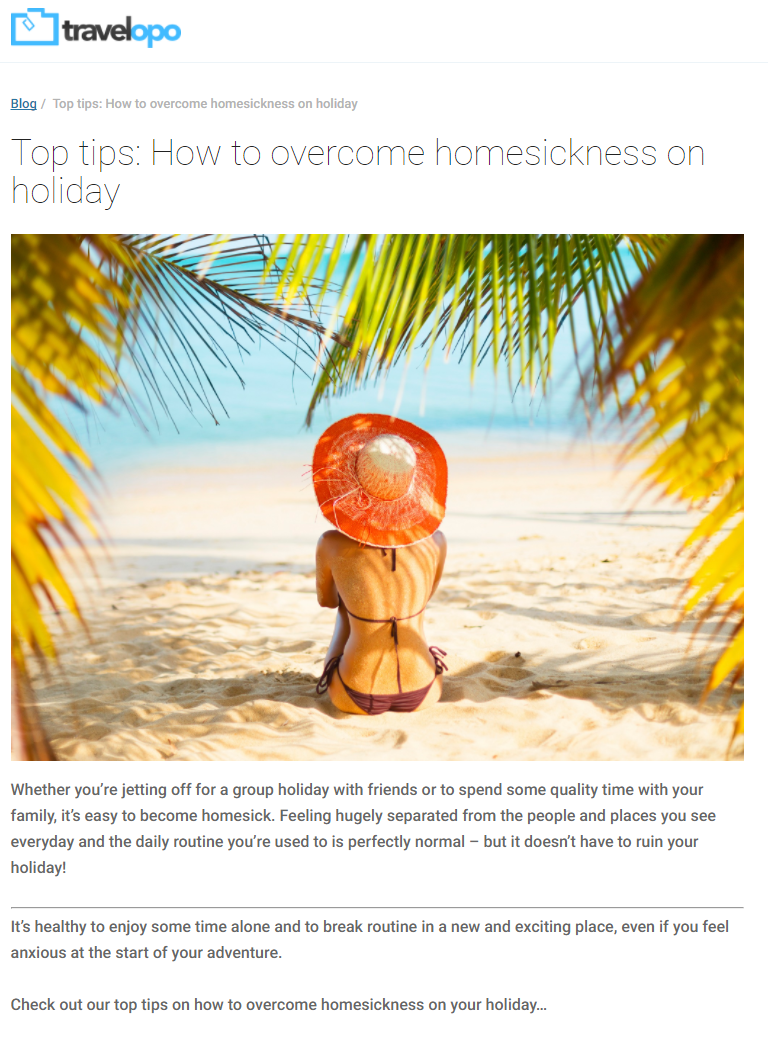 travelopo
Blog / Top tips: How to overcome homesickness on holiday
Top tips: How to overcome homesickness on
holiday
Whether you’re jetting off for a group holiday with friends or to spend some quality time with your
family, it’s easy to become homesick. Feeling hugely separated from the people and places you see
everyday and the daily routine you’re used to is perfectly normal – but it doesn’t have to ruin your
holiday!
It’s healthy to enjoy some time alone and to break routine in a new and exciting place, even if you feel
anxious at the start of your adventure.
Check out our top tips on how to overcome homesickness on your holiday…